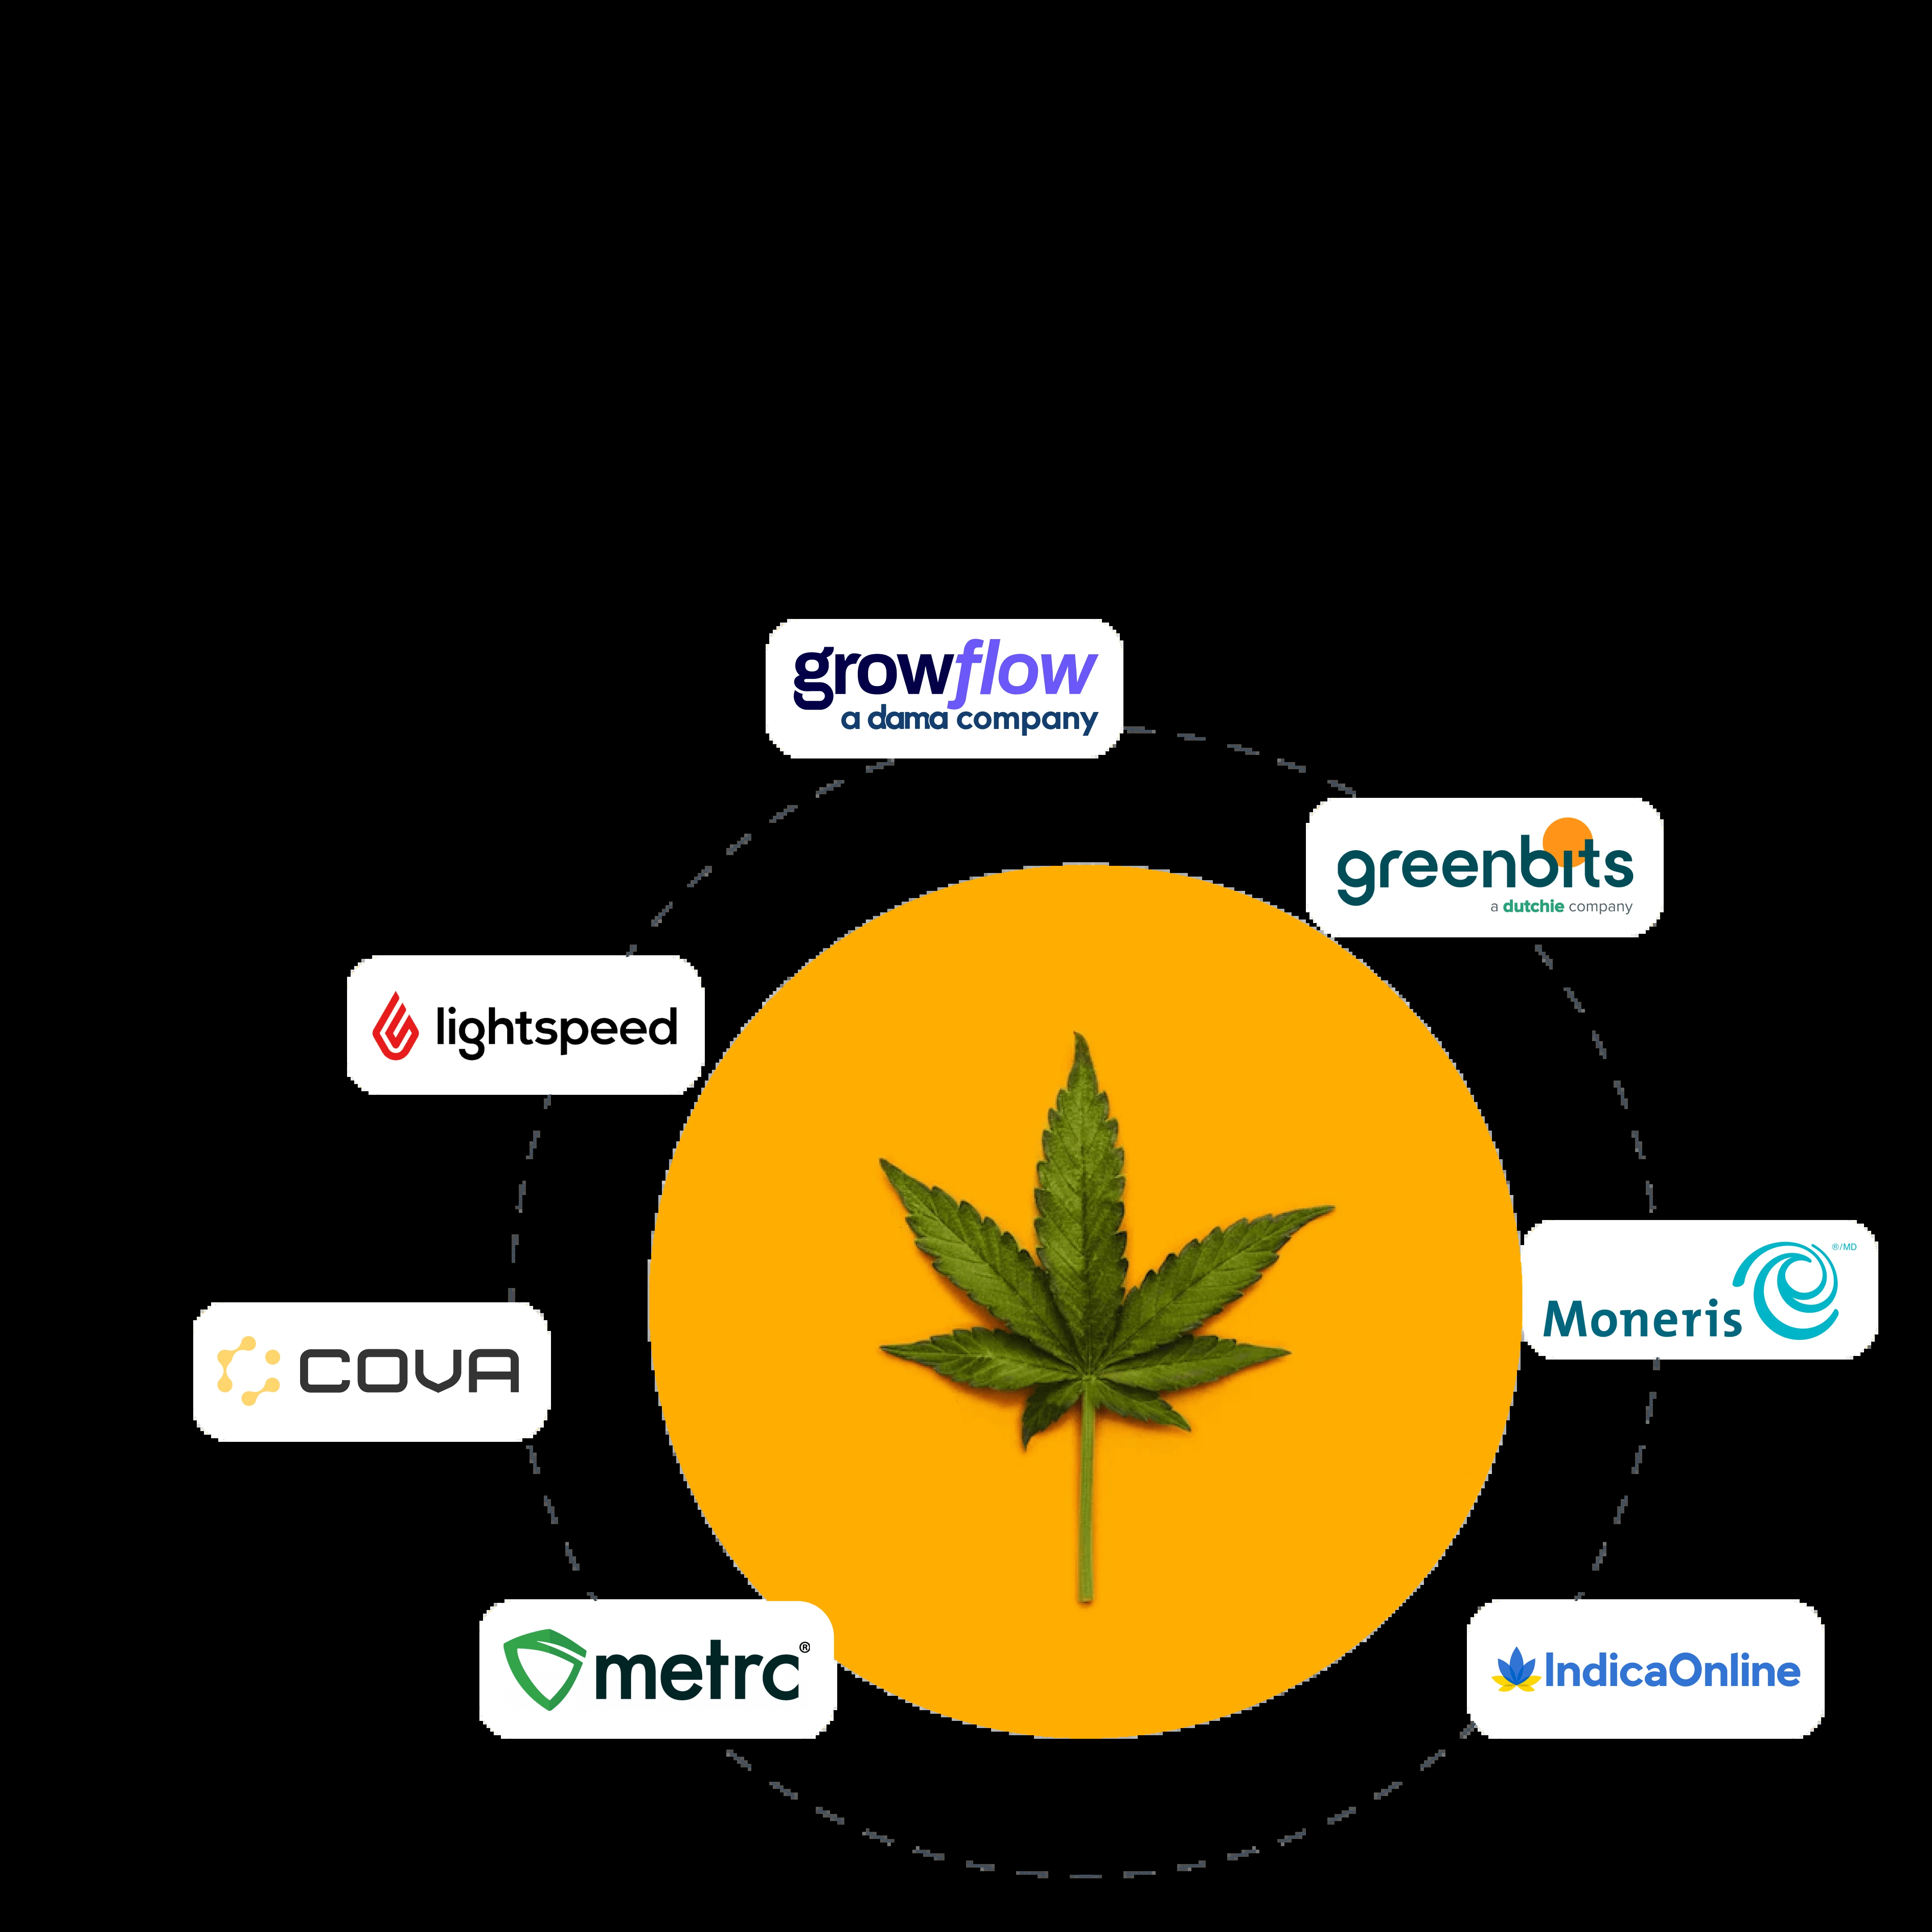 growflow
a dama company
greenbits
a dutchie company
lightspeed
Moneris ®/MD
COVA
metrc®
IndicaOnline